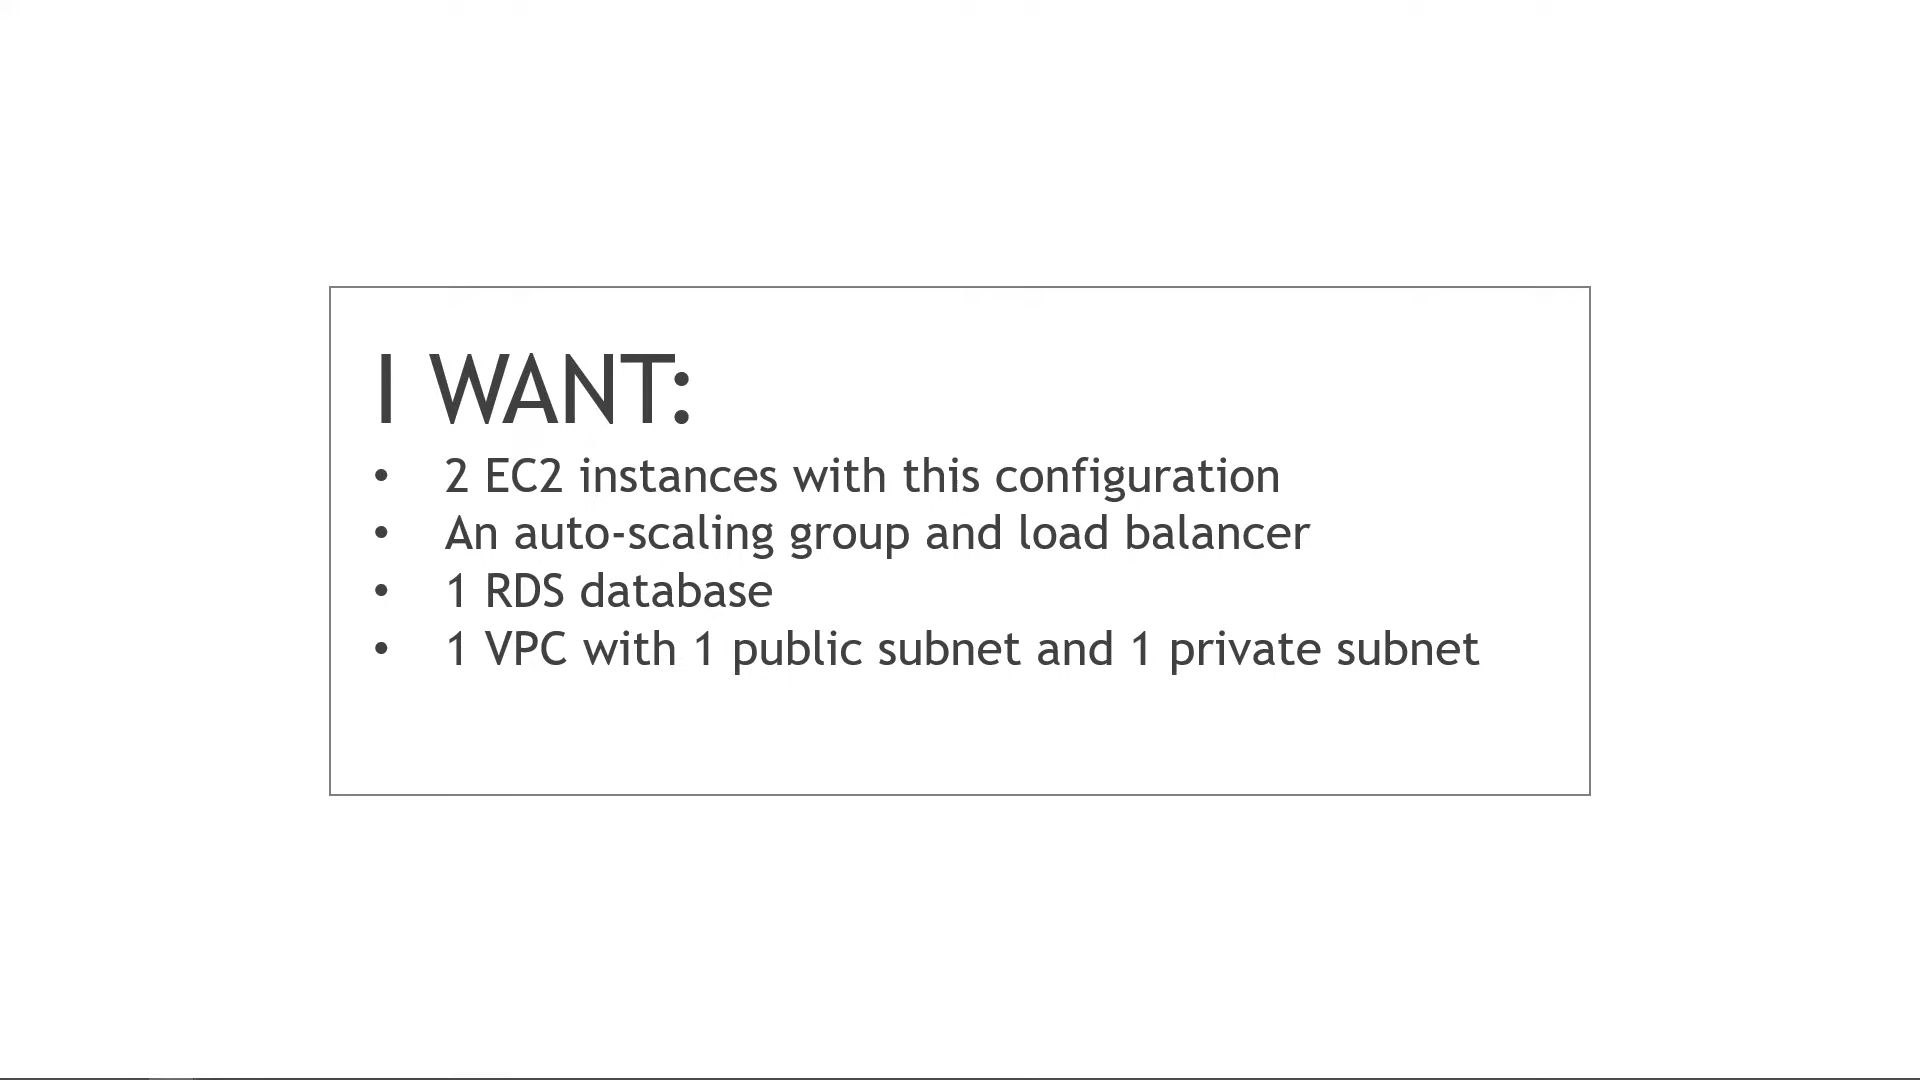 I WANT:
• 2 EC2 instances with this configuration
• An auto-scaling group and load balancer
• 1 RDS database
• 1 VPC with 1 public subnet and 1 private subnet